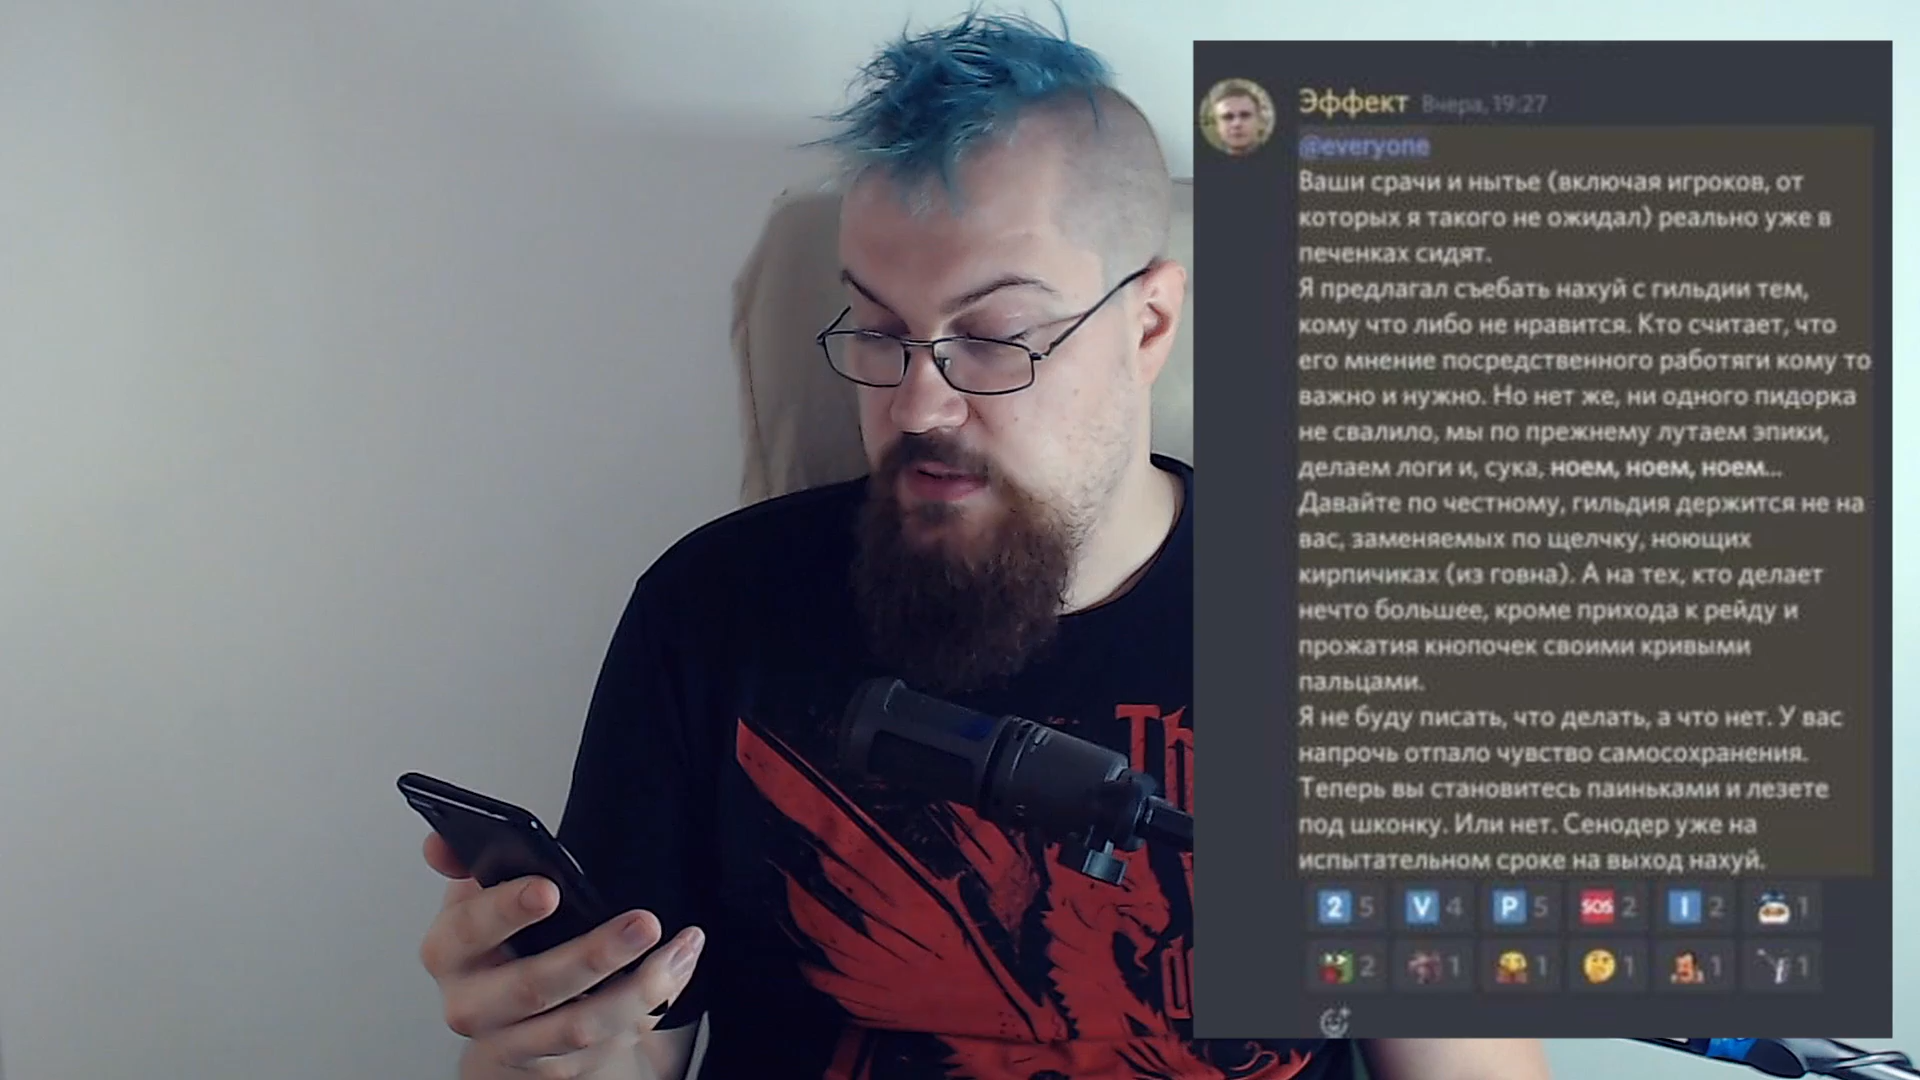 Эффект Вчера, 19:27
@everyone
Ваши срачи и нытье (включая игроков, от
которых я такого не ожидал) реально уже в
печенках сидят.
Я предлагал съебать нахуй с гильдии тем,
кому что либо не нравится. Кто считает, что
его мнение посредственного работяги кому то
важно и нужно. Но нет же, ни одного пидорка
не свалило, мы по прежнему лутаем эпики,
делаем логи и, сука, ноем, ноем, ноем...
Давайте по честному, гильдия держится не на
вас, заменяемых по щелчку, ноющих
кирпичиках (из говна). А на тех, кто делает
нечто большее, кроме прихода к рейду и
прожатия кнопочек своими кривыми
пальцами.
Я не буду писать, что делать, а что нет. У вас
напрочь отпало чувство самосохранения.
Теперь вы становитесь паиньками и лезете
под шконку. Или нет. Сенодер уже на
испытательном сроке на выход нахуй.
2 5 V 4 P 5 SOS 2 I 2 1
2 1 1 1 1 1
Th